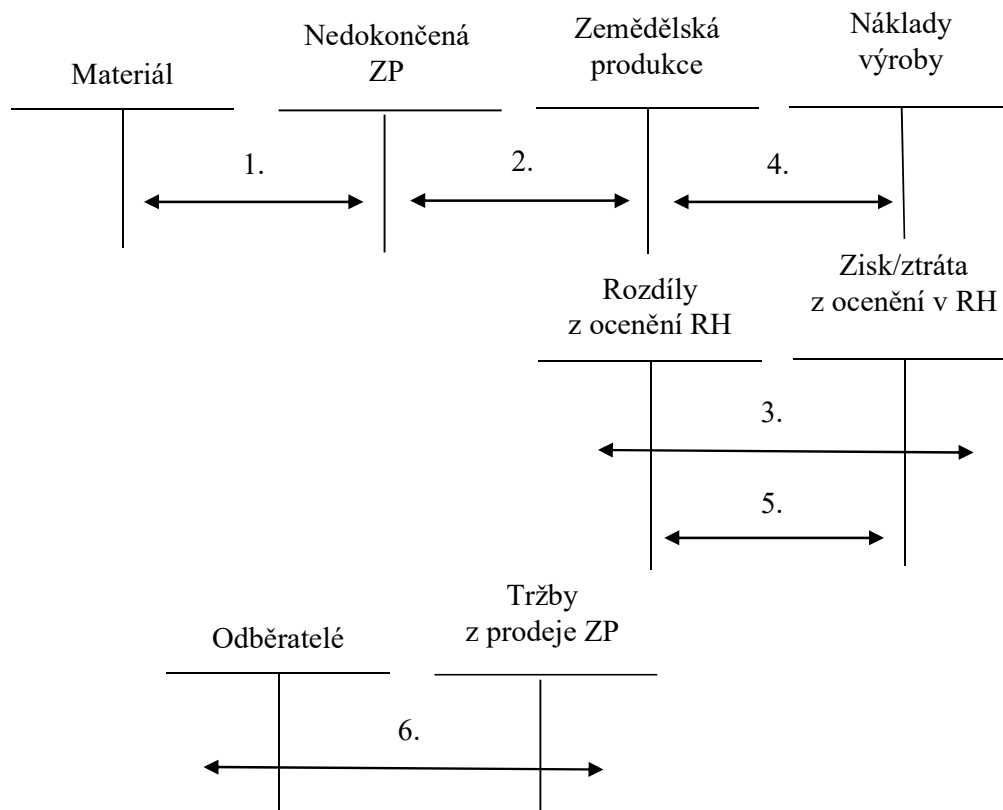 Materiál
Nedokončená
ZP
Zemědělská
produkce
Náklady
výroby
1.
2.
4.
Rozdíly
z ocenění RH
Zisk/ztráta
z ocenění v RH
3.
5.
Odběratelé
Tržby
z prodeje ZP
6.